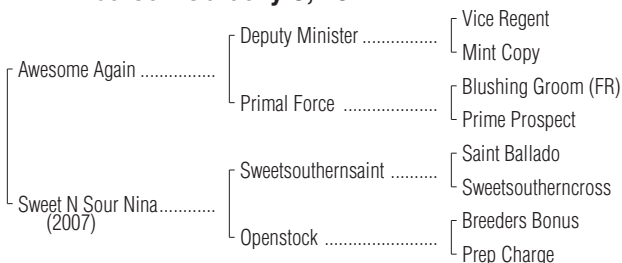 Vice Regent
Deputy Minister
Mint Copy
Awesome Again
Blushing Groom (FR)
Primal Force
Prime Prospect
Saint Ballado
Sweetsouthernsaint
Sweetsoutherncross
Sweet N Sour Nina
(2007)
Breeders Bonus
Openstock
Prep Charge